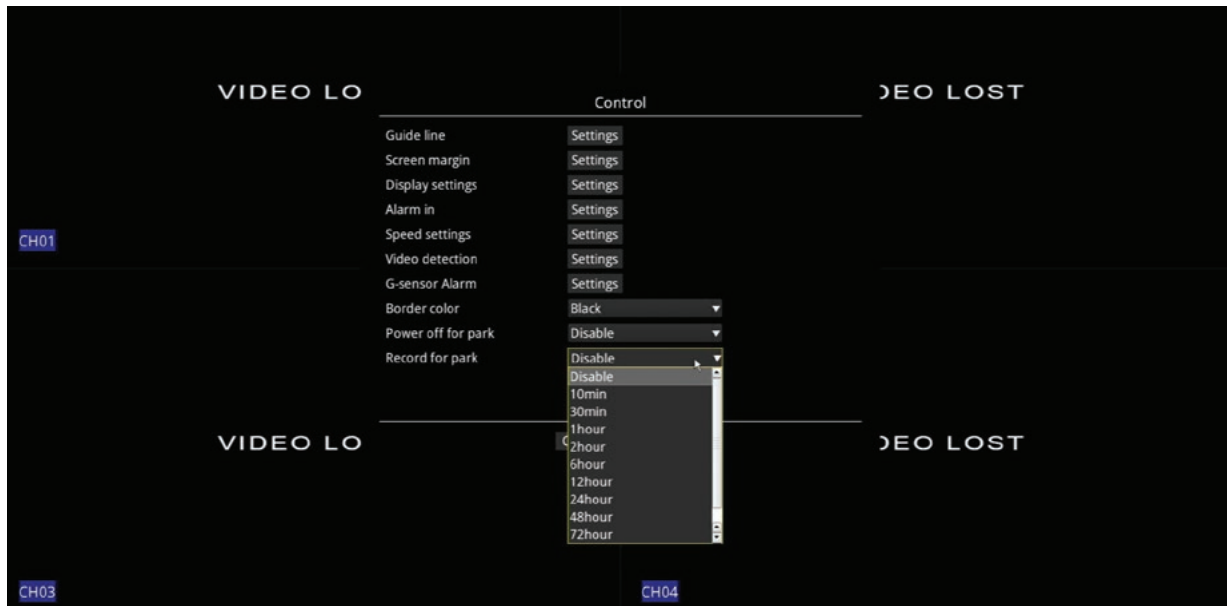 VIDEO LO
DEO LOST
Control
Guide line Settings
Screen margin Settings
Display settings Settings
Alarm in Settings
CH01
Speed settings Settings
Video detection Settings
G-sensor Alarm Settings
Border color Black
Power off for park Disable
Record for park Disable
Disable
10min
30min
1hour
VIDEO LO
DEO LOST
2hour
6hour
12hour
24hour
48hour
72hour
CH03
CH04